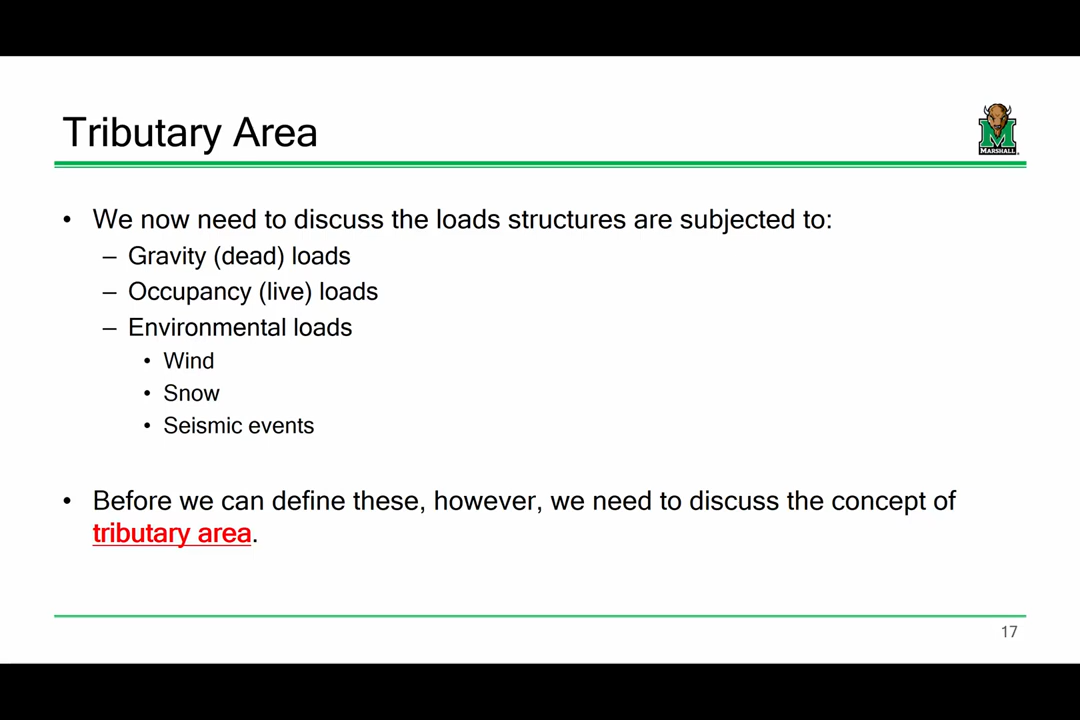 Tributary Area
MARSHALL
• We now need to discuss the loads structures are subjected to:
– Gravity (dead) loads
– Occupancy (live) loads
– Environmental loads
• Wind
• Snow
• Seismic events
• Before we can define these, however, we need to discuss the concept of
tributary area.
17